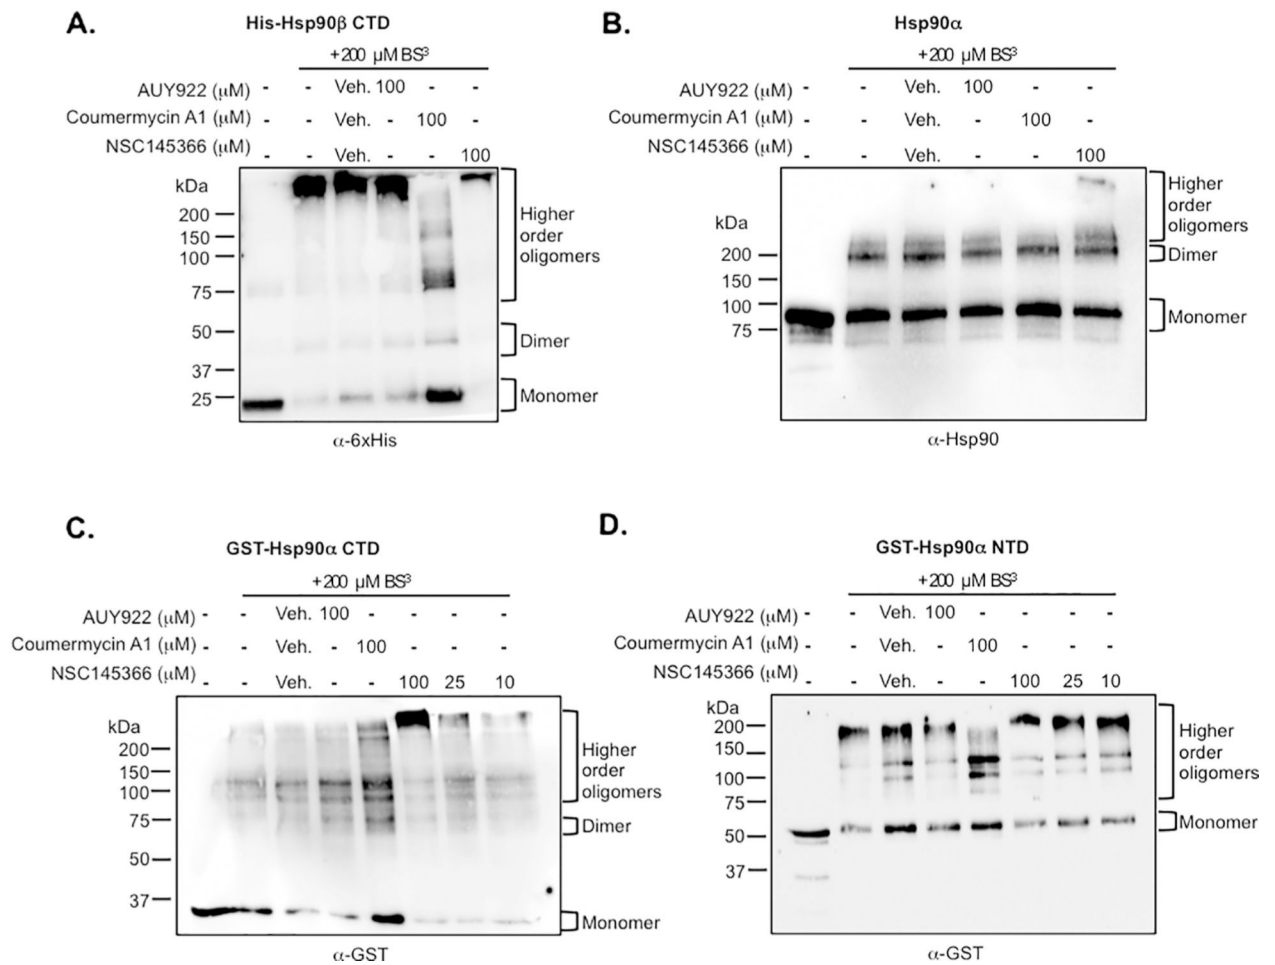 A.
His-Hsp90β CTD
+200 µM BS³
AUY922 (µM) - - Veh. 100 - -
Coumermycin A1 (µM) - - Veh. - 100 -
NSC145366 (µM) - - Veh. - - 100
kDa
200
150
100
75
50
37
25
Higher
order
oligomers
Dimer
Monomer
α-6xHis
B.
Hsp90α
+200 µM BS³
AUY922 (µM) - - Veh. 100 - -
Coumermycin A1 (µM) - - Veh. - 100 -
NSC145366 (µM) - - Veh. - - 100
kDa
200
150
100
75
Higher
order
oligomers
Dimer
Monomer
α-Hsp90
C.
GST-Hsp90α CTD
+200 µM BS³
AUY922 (µM) - - Veh. 100 - - - -
Coumermycin A1 (µM) - - Veh. - 100 - - -
NSC145366 (µM) - - Veh. - - 100 25 10
kDa
200
150
100
75
50
37
Higher
order
oligomers
Dimer
Monomer
α-GST
D.
GST-Hsp90α NTD
+200 µM BS³
AUY922 (µM) - - Veh. 100 - - - -
Coumermycin A1 (µM) - - Veh. - 100 - - -
NSC145366 (µM) - - Veh. - - 100 25 10
kDa
200
150
100
75
50
37
Higher
order
oligomers
Monomer
α-GST